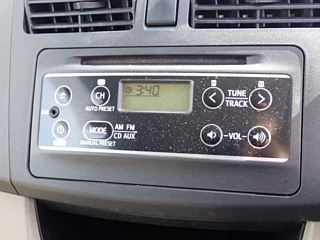 3:40
CH
AUTO PRESET
TUNE
TRACK
MODE
AM FM
CD AUX
MANUAL PRESET
VOL